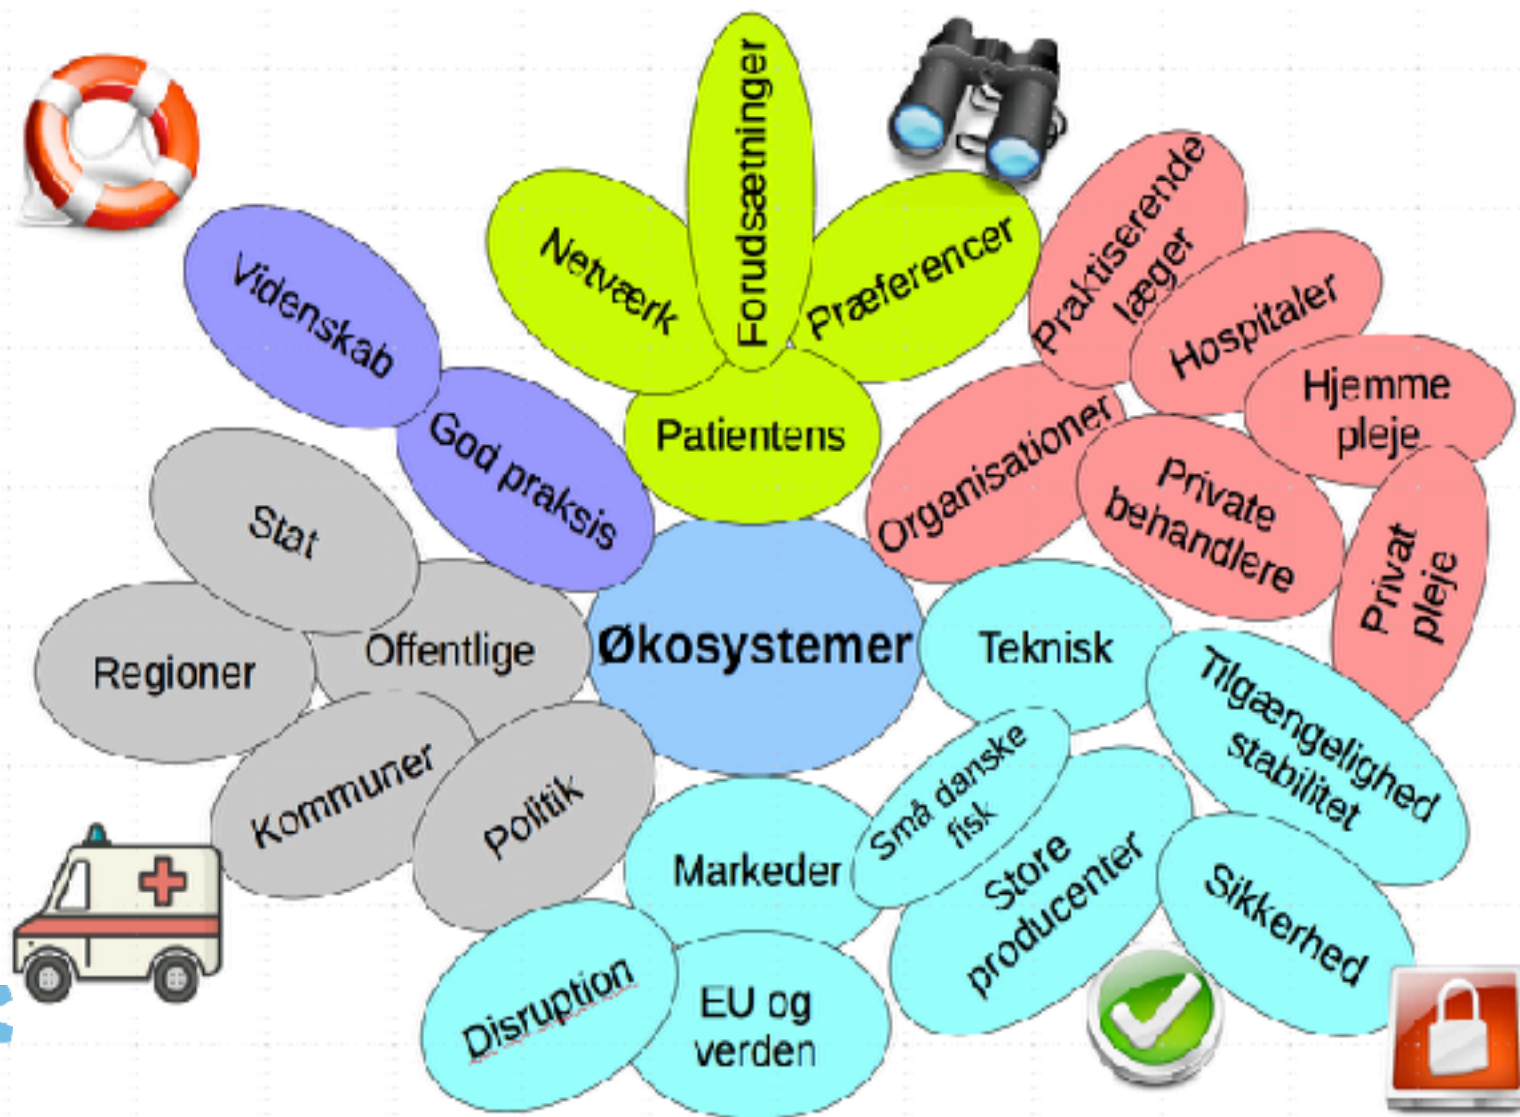 Forudsætninger
Netværk
Præferencer
Patientens
Praktiserende
læger
Hospitaler
Hjemme
pleje
Organisationer
Private
behandlere
Privat
pleje
Videnskab
God praksis
Stat
Offentlige
Regioner
Kommuner
Politik
Økosystemer
Teknisk
Tilgængelighed
stabilitet
Sikkerhed
Små danske
fisk
Store
producenter
Markeder
Disruption
EU og
verden